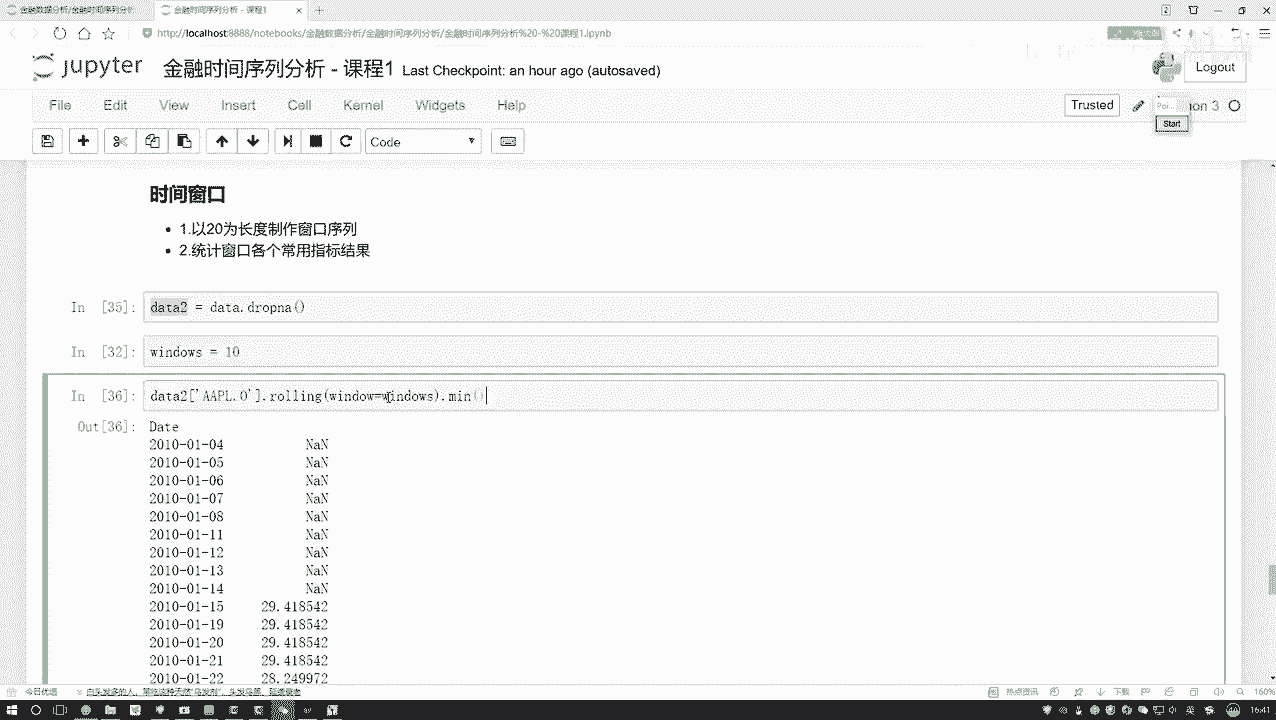 金融数据分析/金融时间序列分析/
金融时间序列分析 - 课程1
http://localhost:8888/notebooks/金融数据分析/金融时间序列分析/金融时间序列分析%20-%20课程1.ipynb
jupyter 金融时间序列分析 - 课程1 Last Checkpoint: an hour ago (autosaved)
Logout
File Edit View Insert Cell Kernel Widgets Help
Trusted
Poi...
on 3
Start
Code
时间窗口
1.以20为长度制作窗口序列
2.统计窗口各个常用指标结果
In [35]: data2 = data.dropna()
In [32]: windows = 10
In [36]: data2['AAPL.O'].rolling(window=windows).min()
Out[36]: Date
2010-01-04 NaN
2010-01-05 NaN
2010-01-06 NaN
2010-01-07 NaN
2010-01-08 NaN
2010-01-11 NaN
2010-01-12 NaN
2010-01-13 NaN
2010-01-14 NaN
2010-01-15 29.418542
2010-01-19 29.418542
2010-01-20 29.418542
2010-01-21 29.418542
2010-01-22 28.249972
今日优选
热点资讯
下载
160%
16:41